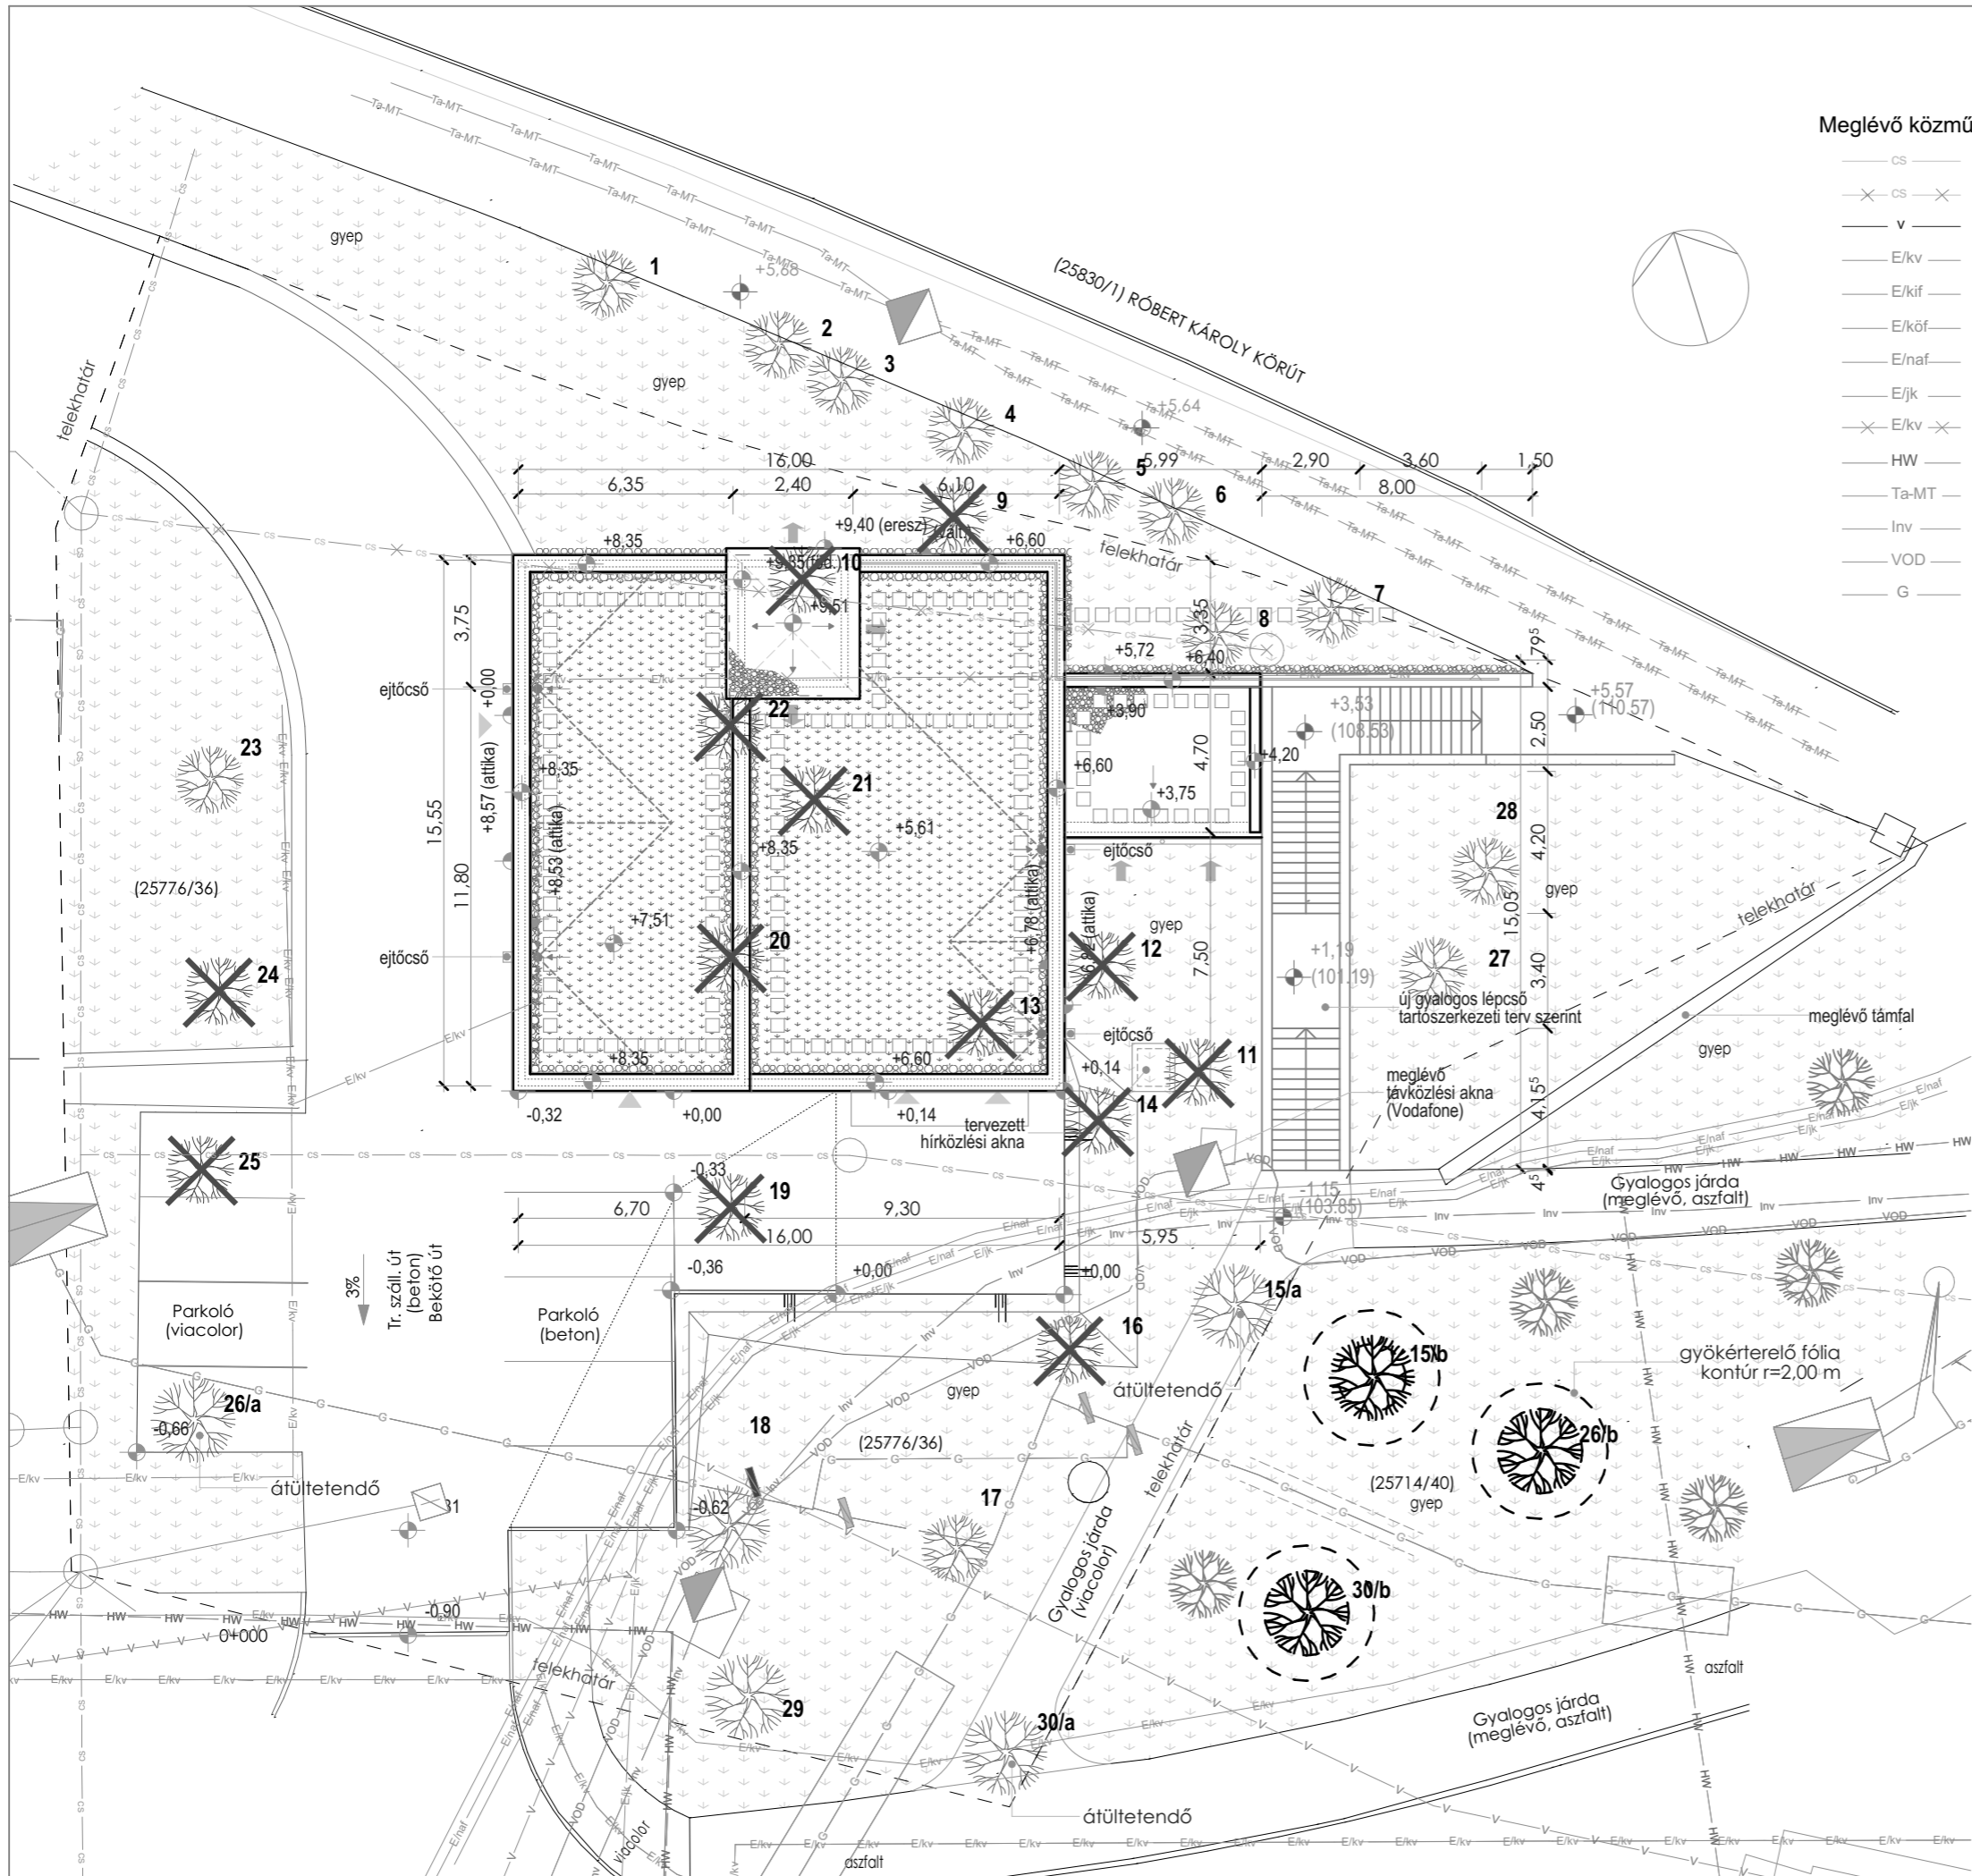 Meglévő közmű
cs
cs
v
E/kv
E/kif
E/köf
E/naf
E/jk
E/kv
HW
Ta-MT
Inv
VOD
G
(25830/1) RÓBERT KÁROLY KÖRÚT
gyep
1
+5,68
2
3
gyep
4
+5,64
telekhatár
16,00
5,99
2,90
3,60
1,50
5
6,35
2,40
6,10
8,00
6
9
+9,40 (eresz)
+8,35
+6,60
telekhatár
10
+9,51
7
8
3,35
3,75
+5,72
+6,40
79⁵
ejtőcső
+0,00
+3,90
+3,53
(108.53)
+5,57
(110.57)
2,50
22
23
4,70
+4,20
+6,60
+8,35
+8,57 (attika)
21
+3,75
28
4,20
15,55
+5,61
+8,35
ejtőcső
+8,53 (attika)
11,80
(25776/36)
gyep
15,05
telekhatár
+6,78 (attika)
gyep
+7,51
20
12
7,50
+1,19
(101.19)
27
3,40
ejtőcső
24
új gyalogos lépcső
tartószerkezeti terv szerint
meglévő támfal
13
ejtőcső
gyep
+8,35
+6,60
+0,14
11
meglévő
távközlési akna
(Vodafone)
4,15⁵
14
-0,32
+0,00
+0,14
tervezett
hírközlési akna
25
-0,33
19
4⁵
Gyalogos járda
(meglévő, aszfalt)
-1,15
(103.85)
6,70
9,30
16,00
5,95
-0,36
+0,00
+0,00
15/a
3%
Tr. száll. út
(beton)
Bekötő út
Parkoló
(viacolor)
Parkoló
(beton)
16
15/b
gyökérterelő fólia
kontúr r=2,00 m
gyep
átültetendő
26/a
-0,66
18
(25776/36)
telekhatár
26/b
(25714/40)
gyep
átültetendő
17
-0,62
Gyalogos járda
(viacolor)
30/b
-0,90
0+000
telekhatár
aszfalt
29
30/a
Gyalogos járda
(meglévő, aszfalt)
átültetendő
viacolor
aszfalt